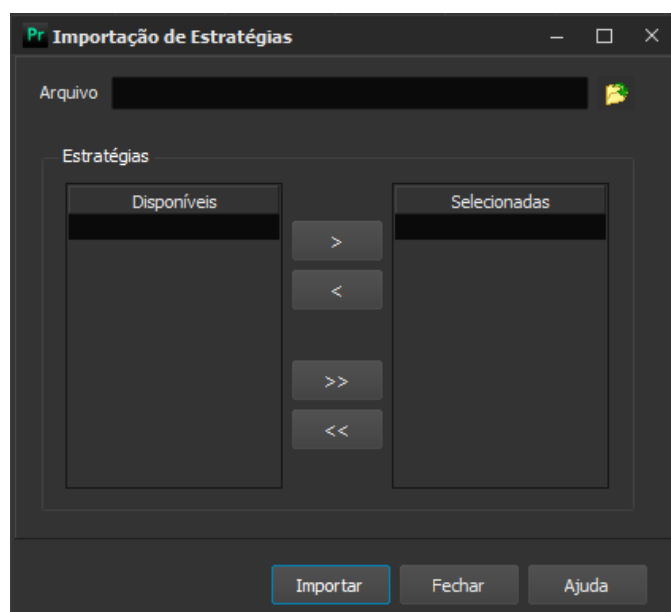 Pr Importação de Estratégias
Arquivo
Estratégias
Disponíveis
Selecionadas
>
<
>>
<<
Importar
Fechar
Ajuda